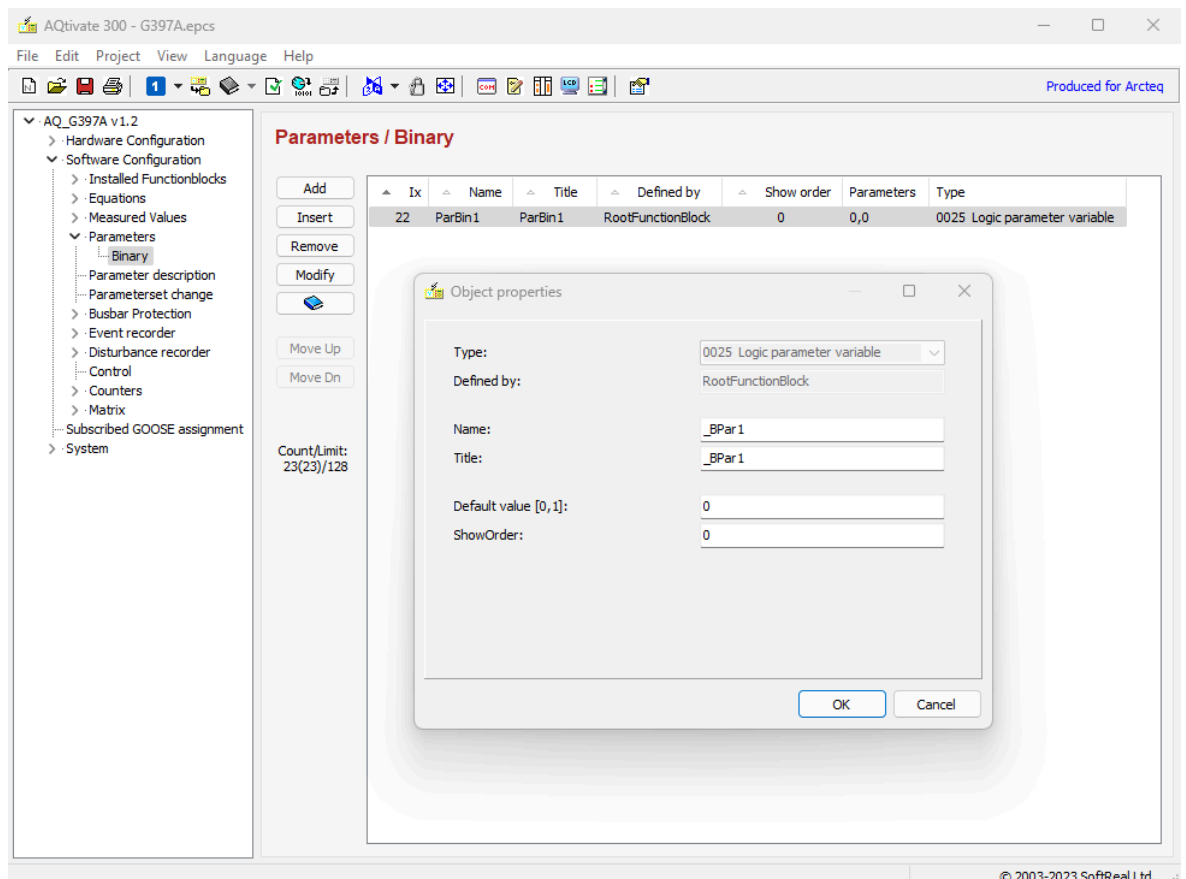 AQtivate 300 - G397A.epcs
File Edit Project View Language Help
1
COM
LCD
Produced for Arcteq
AQ_G397A v1.2
Hardware Configuration
Software Configuration
Installed Functionblocks
Equations
Measured Values
Parameters
Binary
Parameter description
Parameterset change
Busbar Protection
Event recorder
Disturbance recorder
Control
Counters
Matrix
Subscribed GOOSE assignment
System
Parameters / Binary
Add
Insert
Remove
Modify
Move Up
Move Dn
Count/Limit:
23(23)/128
Ix Name Title Defined by Show order Parameters Type
22 ParBin1 ParBin1 RootFunctionBlock 0 0,0 0025 Logic parameter variable
Object properties
Type: 0025 Logic parameter variable
Defined by: RootFunctionBlock
Name: _BPar1
Title: _BPar1
Default value [0,1]: 0
ShowOrder: 0
OK Cancel
© 2003-2023 SoftReal Ltd.